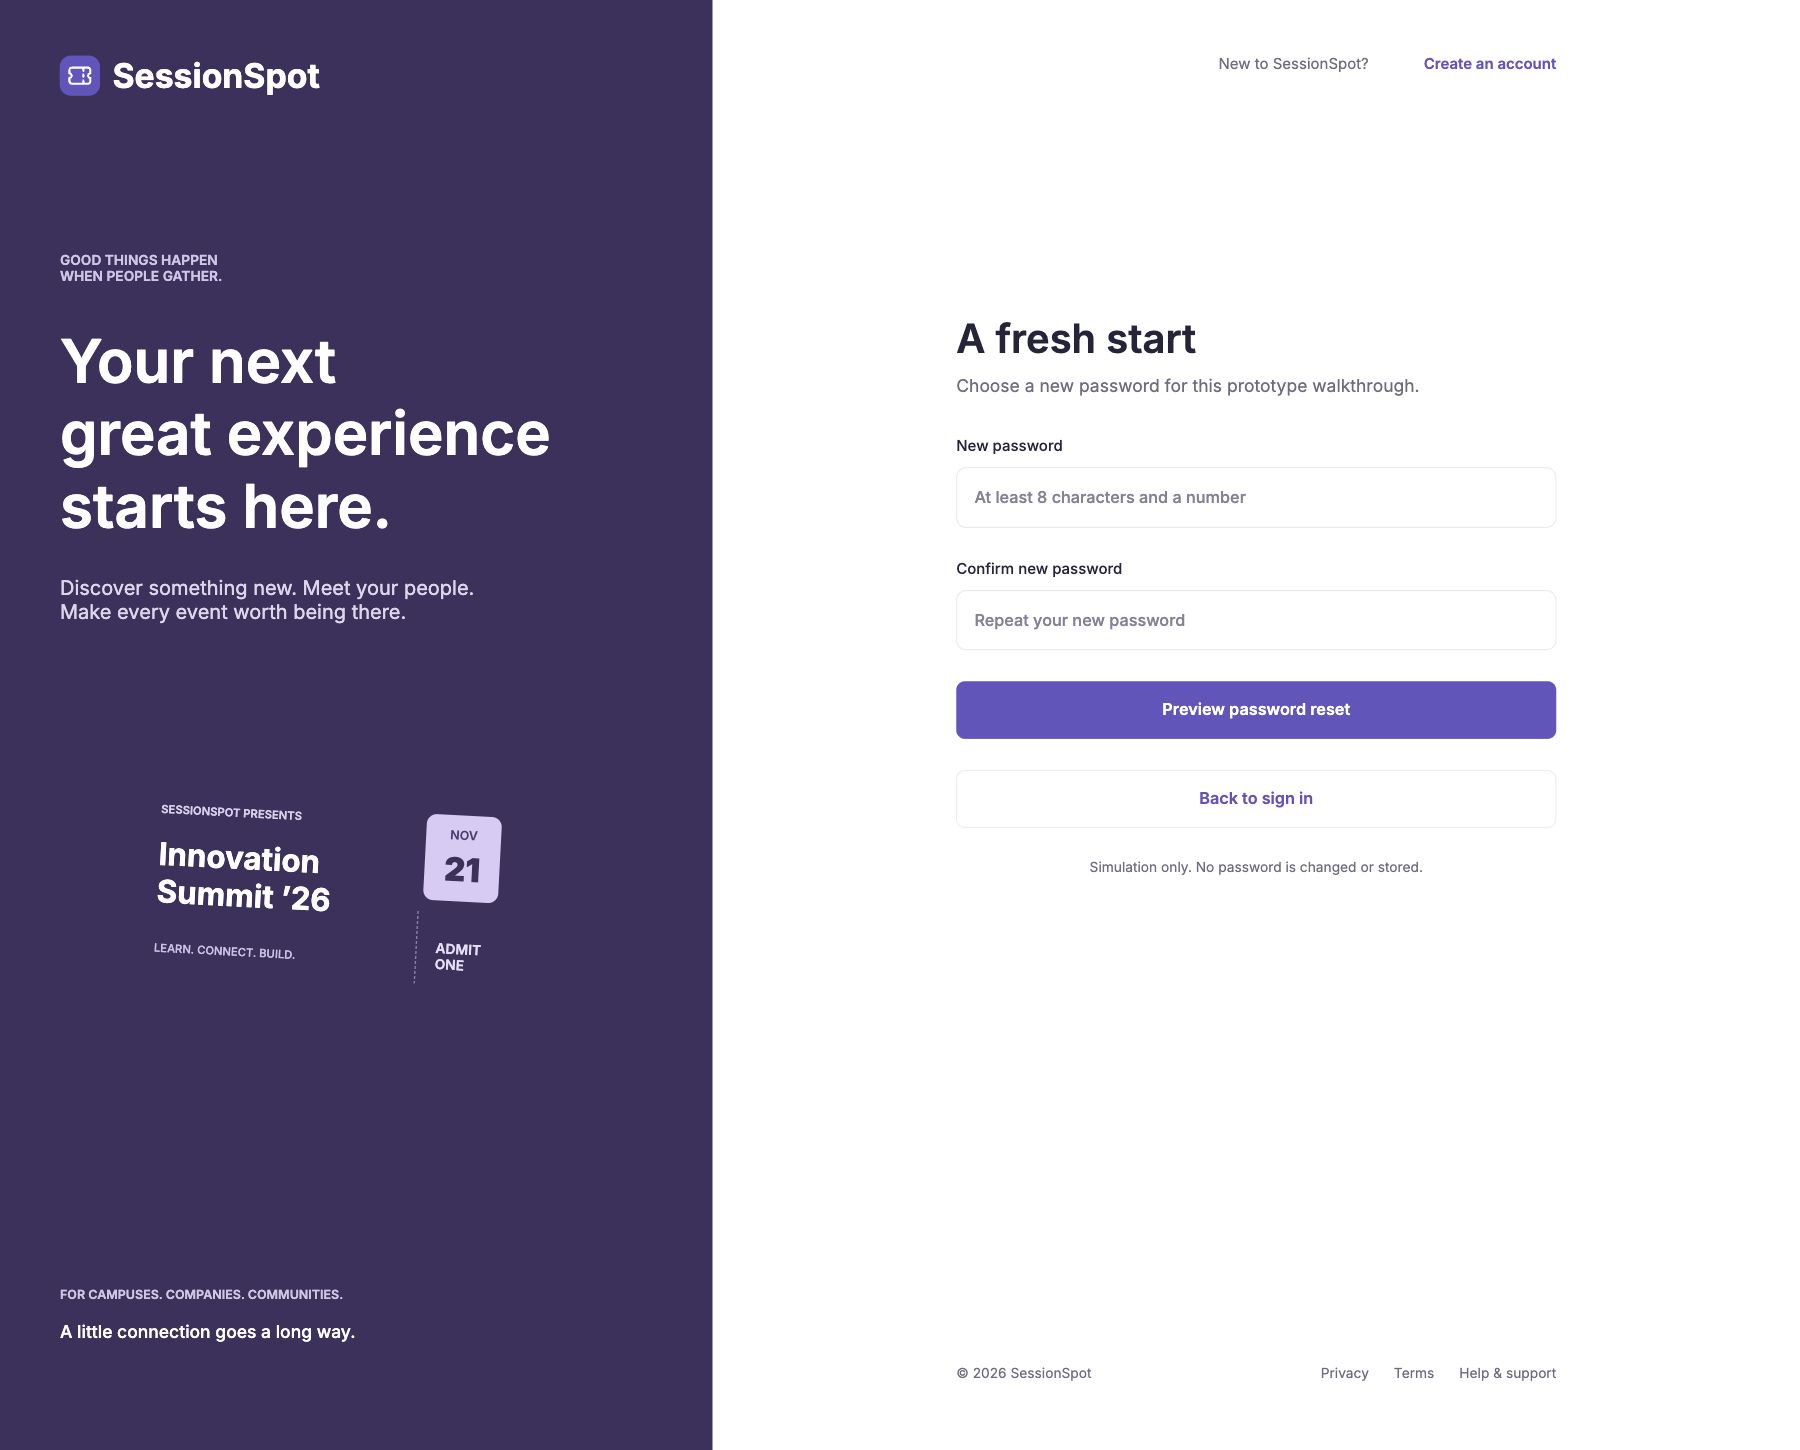 SessionSpot
GOOD THINGS HAPPEN
WHEN PEOPLE GATHER.
Your next
great experience
starts here.
Discover something new. Meet your people.
Make every event worth being there.
SESSIONSPOT PRESENTS
Innovation
Summit ’26
LEARN. CONNECT. BUILD.
NOV
21
ADMIT
ONE
FOR CAMPUSES. COMPANIES. COMMUNITIES.
A little connection goes a long way.
New to SessionSpot?
Create an account
A fresh start
Choose a new password for this prototype walkthrough.
New password
At least 8 characters and a number
Confirm new password
Repeat your new password
Preview password reset
Back to sign in
Simulation only. No password is changed or stored.
© 2026 SessionSpot
Privacy
Terms
Help & support